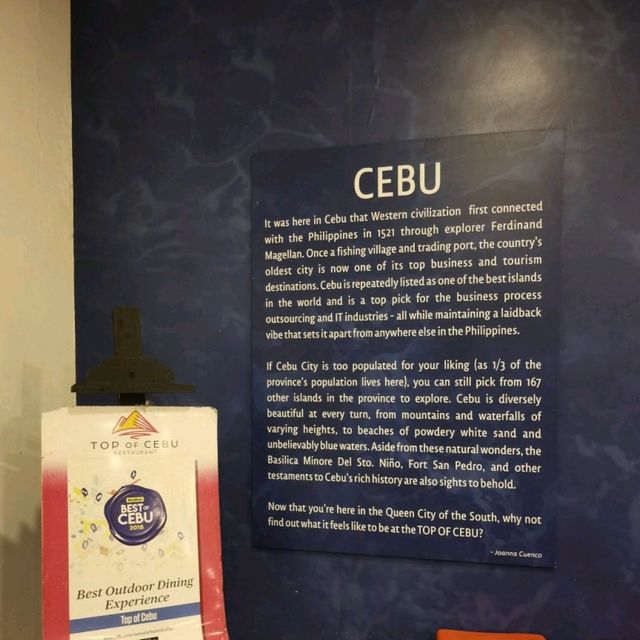 CEBU
It was here in Cebu that Western civilization first connected
with the Philippines in 1521 through explorer Ferdinand
Magellan. Once a fishing village and trading port, the country's
oldest city is now one of its top business and tourism
destinations. Cebu is repeatedly listed as one of the best islands
in the world and is a top pick for the business process
outsourcing and IT industries - all while maintaining a laidback
vibe that sets it apart from anywhere else in the Philippines.
If Cebu City is too populated for your liking (as 1/3 of the
province's population lives here), you can still pick from 167
other islands in the province to explore. Cebu is diversely
beautiful at every turn, from mountains and waterfalls of
varying heights, to beaches of powdery white sand and
unbelievably blue waters. Aside from these natural wonders, the
Basilica Minore Del Sto. Niño, Fort San Pedro, and other
testaments to Cebu's rich history are also sights to behold.
Now that you're here in the Queen City of the South, why not
find out what it feels like to be at the TOP OF CEBU?
- Joanna Cuenco
TOP OF CEBU
RESTAURANT
BEST OF
CEBU
2018
Best Outdoor Dining
Experience
Top of Cebu